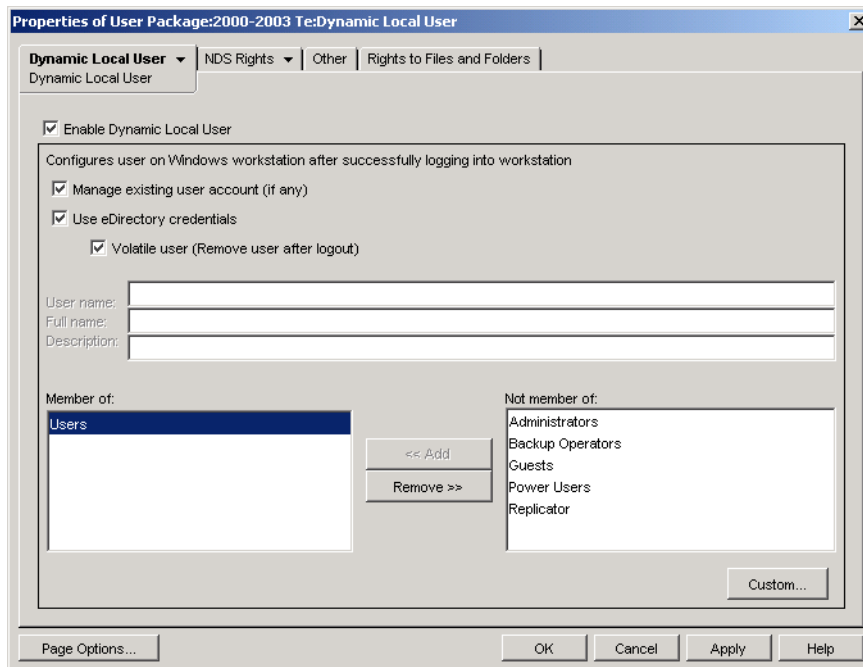 Properties of User Package:2000-2003 Te:Dynamic Local User
Dynamic Local User NDS Rights Other Rights to Files and Folders
Dynamic Local User
Enable Dynamic Local User
Configures user on Windows workstation after successfully logging into workstation
Manage existing user account (if any)
Use eDirectory credentials
Volatile user (Remove user after logout)
User name:
Full name:
Description:
Member of:
Users
<< Add
Remove >>
Not member of:
Administrators
Backup Operators
Guests
Power Users
Replicator
Custom...
Page Options... OK Cancel Apply Help